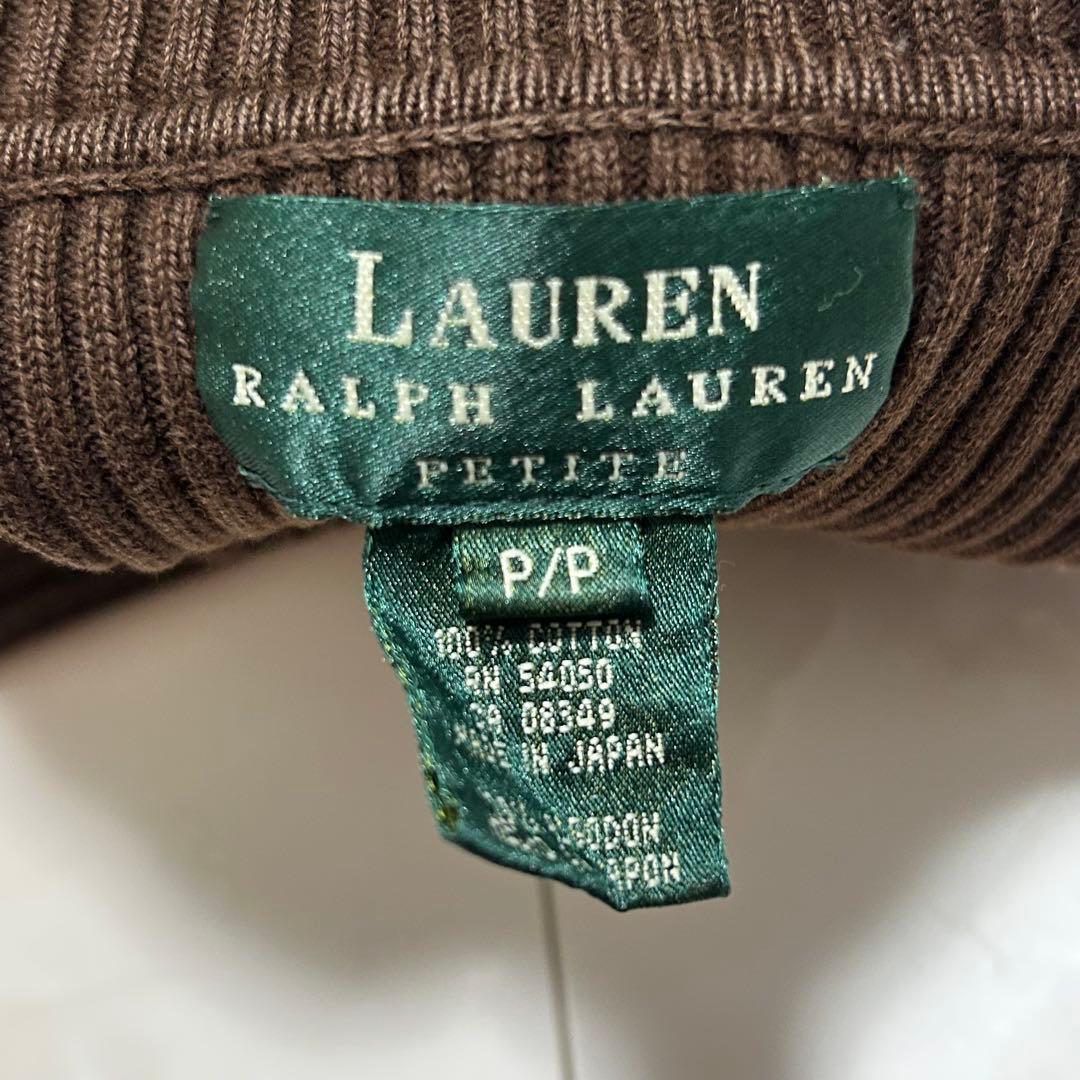 LAUREN
RALPH LAUREN
PETITE
P/P
100% COTTON
RN 54050
CA 08349
MADE IN JAPAN